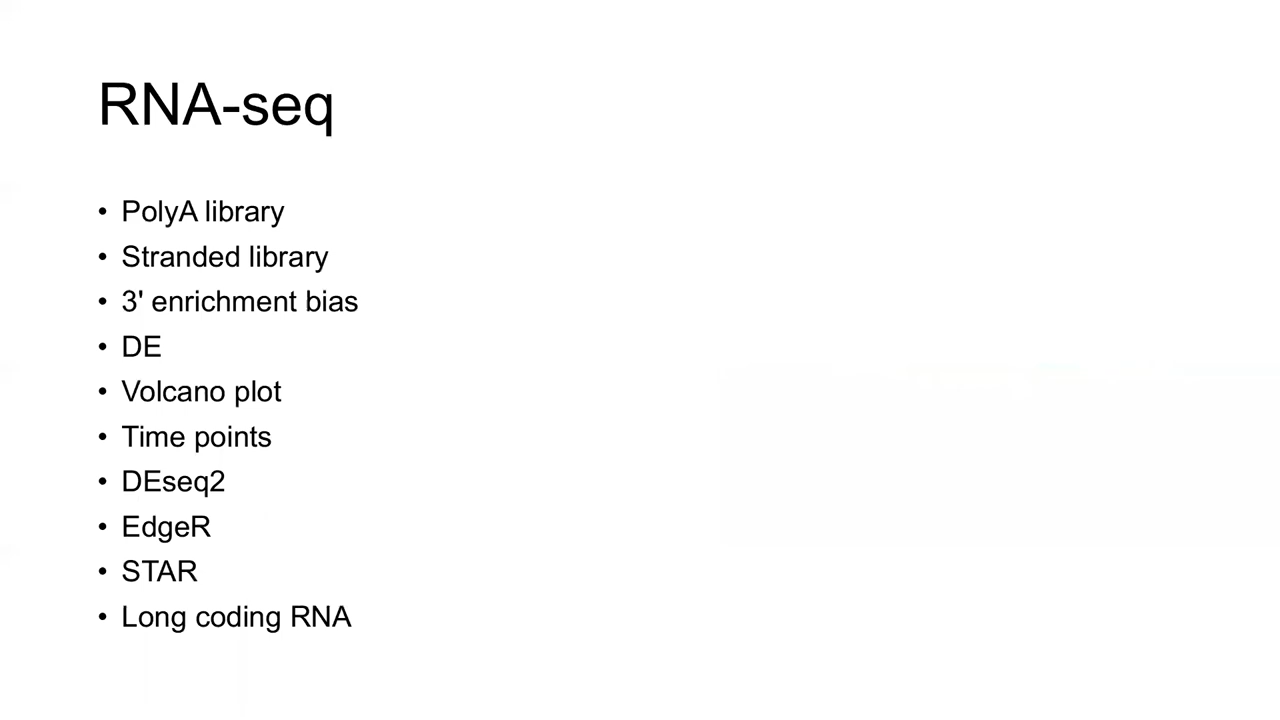 RNA-seq
• PolyA library
• Stranded library
• 3' enrichment bias
• DE
• Volcano plot
• Time points
• DEseq2
• EdgeR
• STAR
• Long coding RNA